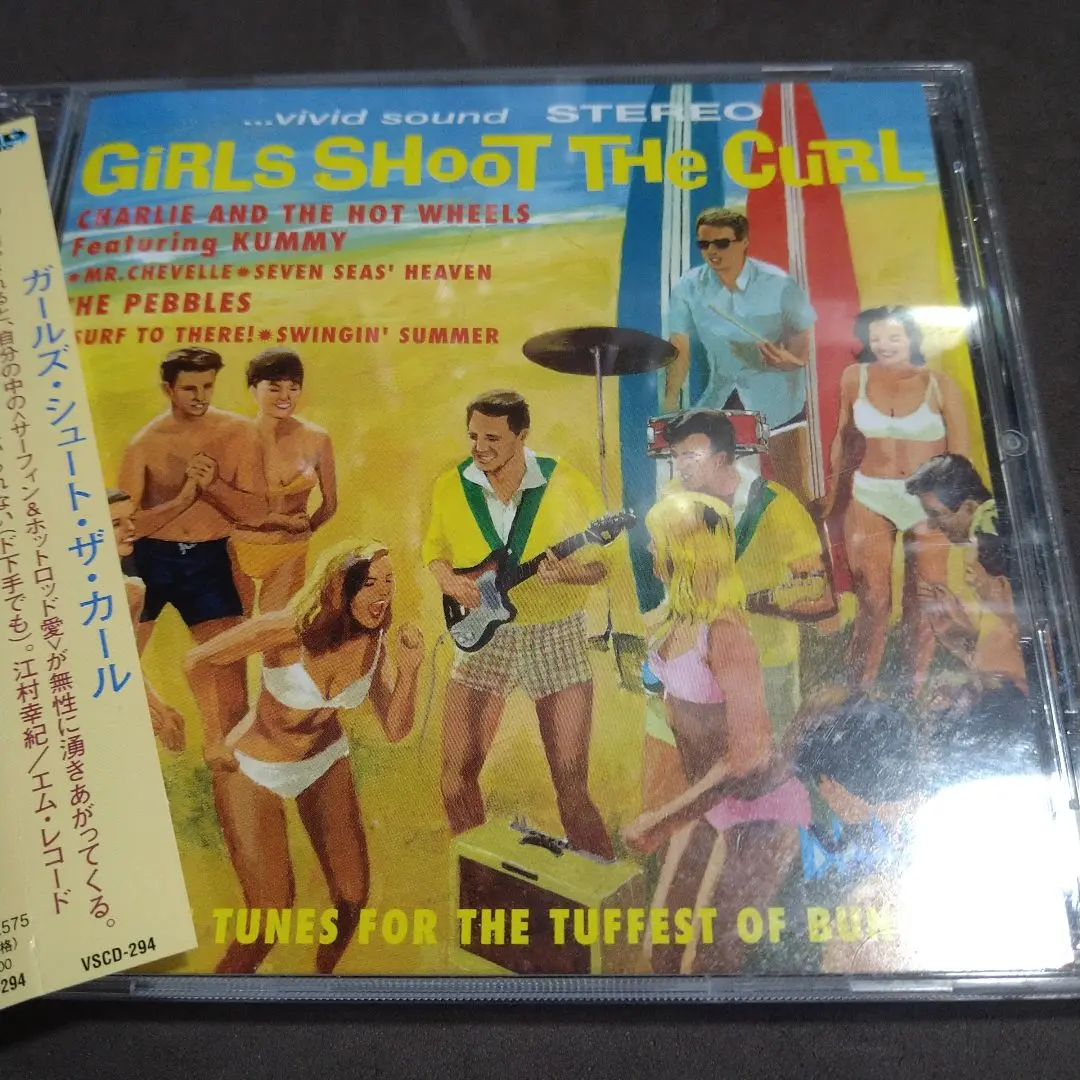 ...vivid sound STEREO
GiRLS SHooT THe CuRL
CHARLIE AND THE HOT WHEELS
Featuring KUMMY
MR. CHEVELLE✷SEVEN SEAS' HEAVEN
THE PEBBLES
SURF TO THERE!✷SWINGIN' SUMMER
TUNES FOR THE TUFFEST OF
ガールズ・シュート・ザ・カール
自分の中の<サーフィン&ホットロッド愛>が無性に湧きあがってくる。
下手でも)。江村幸紀/エム・レコード
575
格)
00
294
VSCD-294